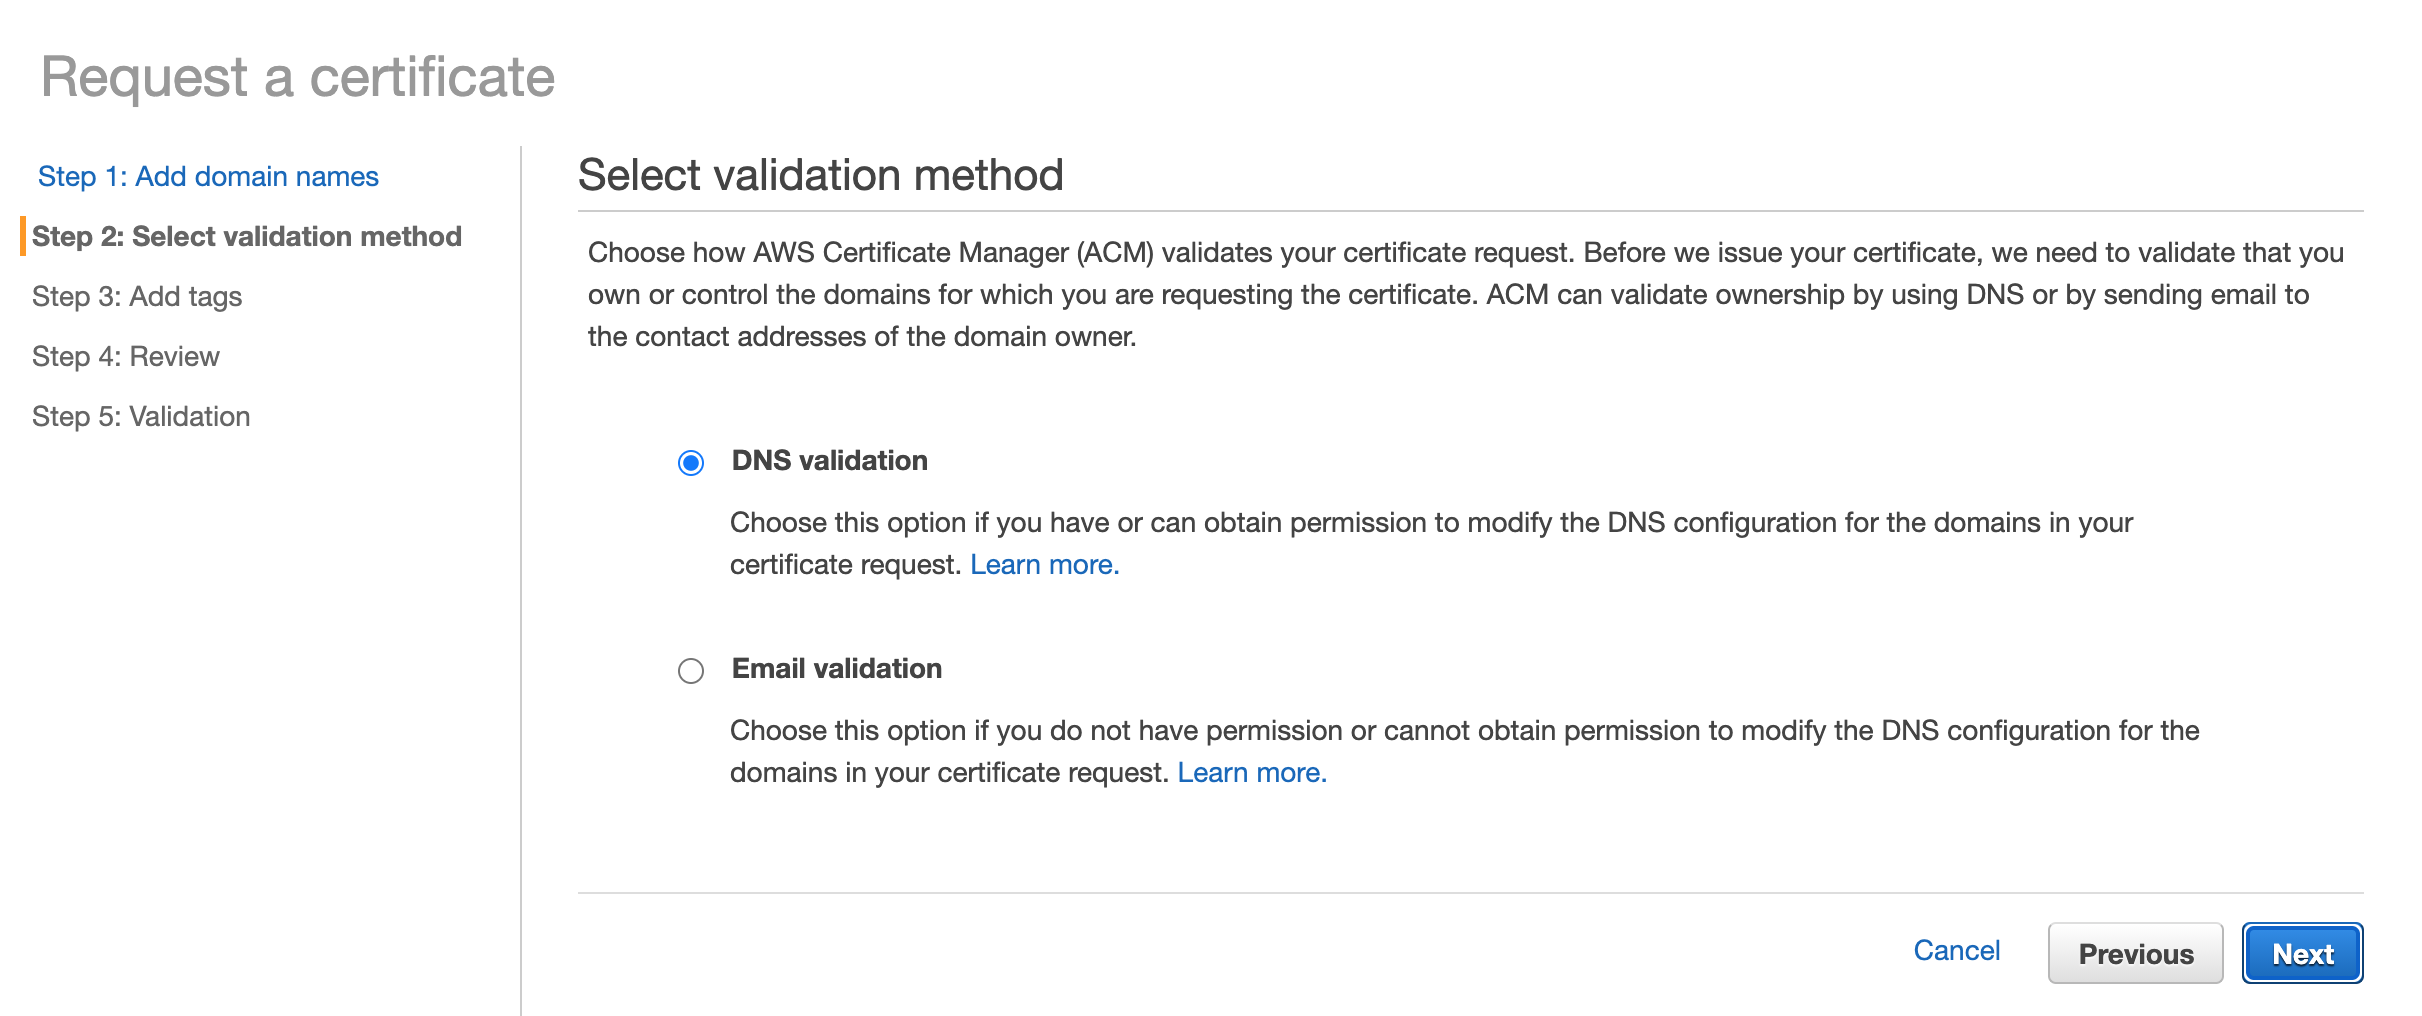 Request a certificate
Step 1: Add domain names
Step 2: Select validation method
Step 3: Add tags
Step 4: Review
Step 5: Validation
Select validation method
Choose how AWS Certificate Manager (ACM) validates your certificate request. Before we issue your certificate, we need to validate that you
own or control the domains for which you are requesting the certificate. ACM can validate ownership by using DNS or by sending email to
the contact addresses of the domain owner.
DNS validation
Choose this option if you have or can obtain permission to modify the DNS configuration for the domains in your
certificate request. Learn more.
Email validation
Choose this option if you do not have permission or cannot obtain permission to modify the DNS configuration for the
domains in your certificate request. Learn more.
Cancel
Previous
Next